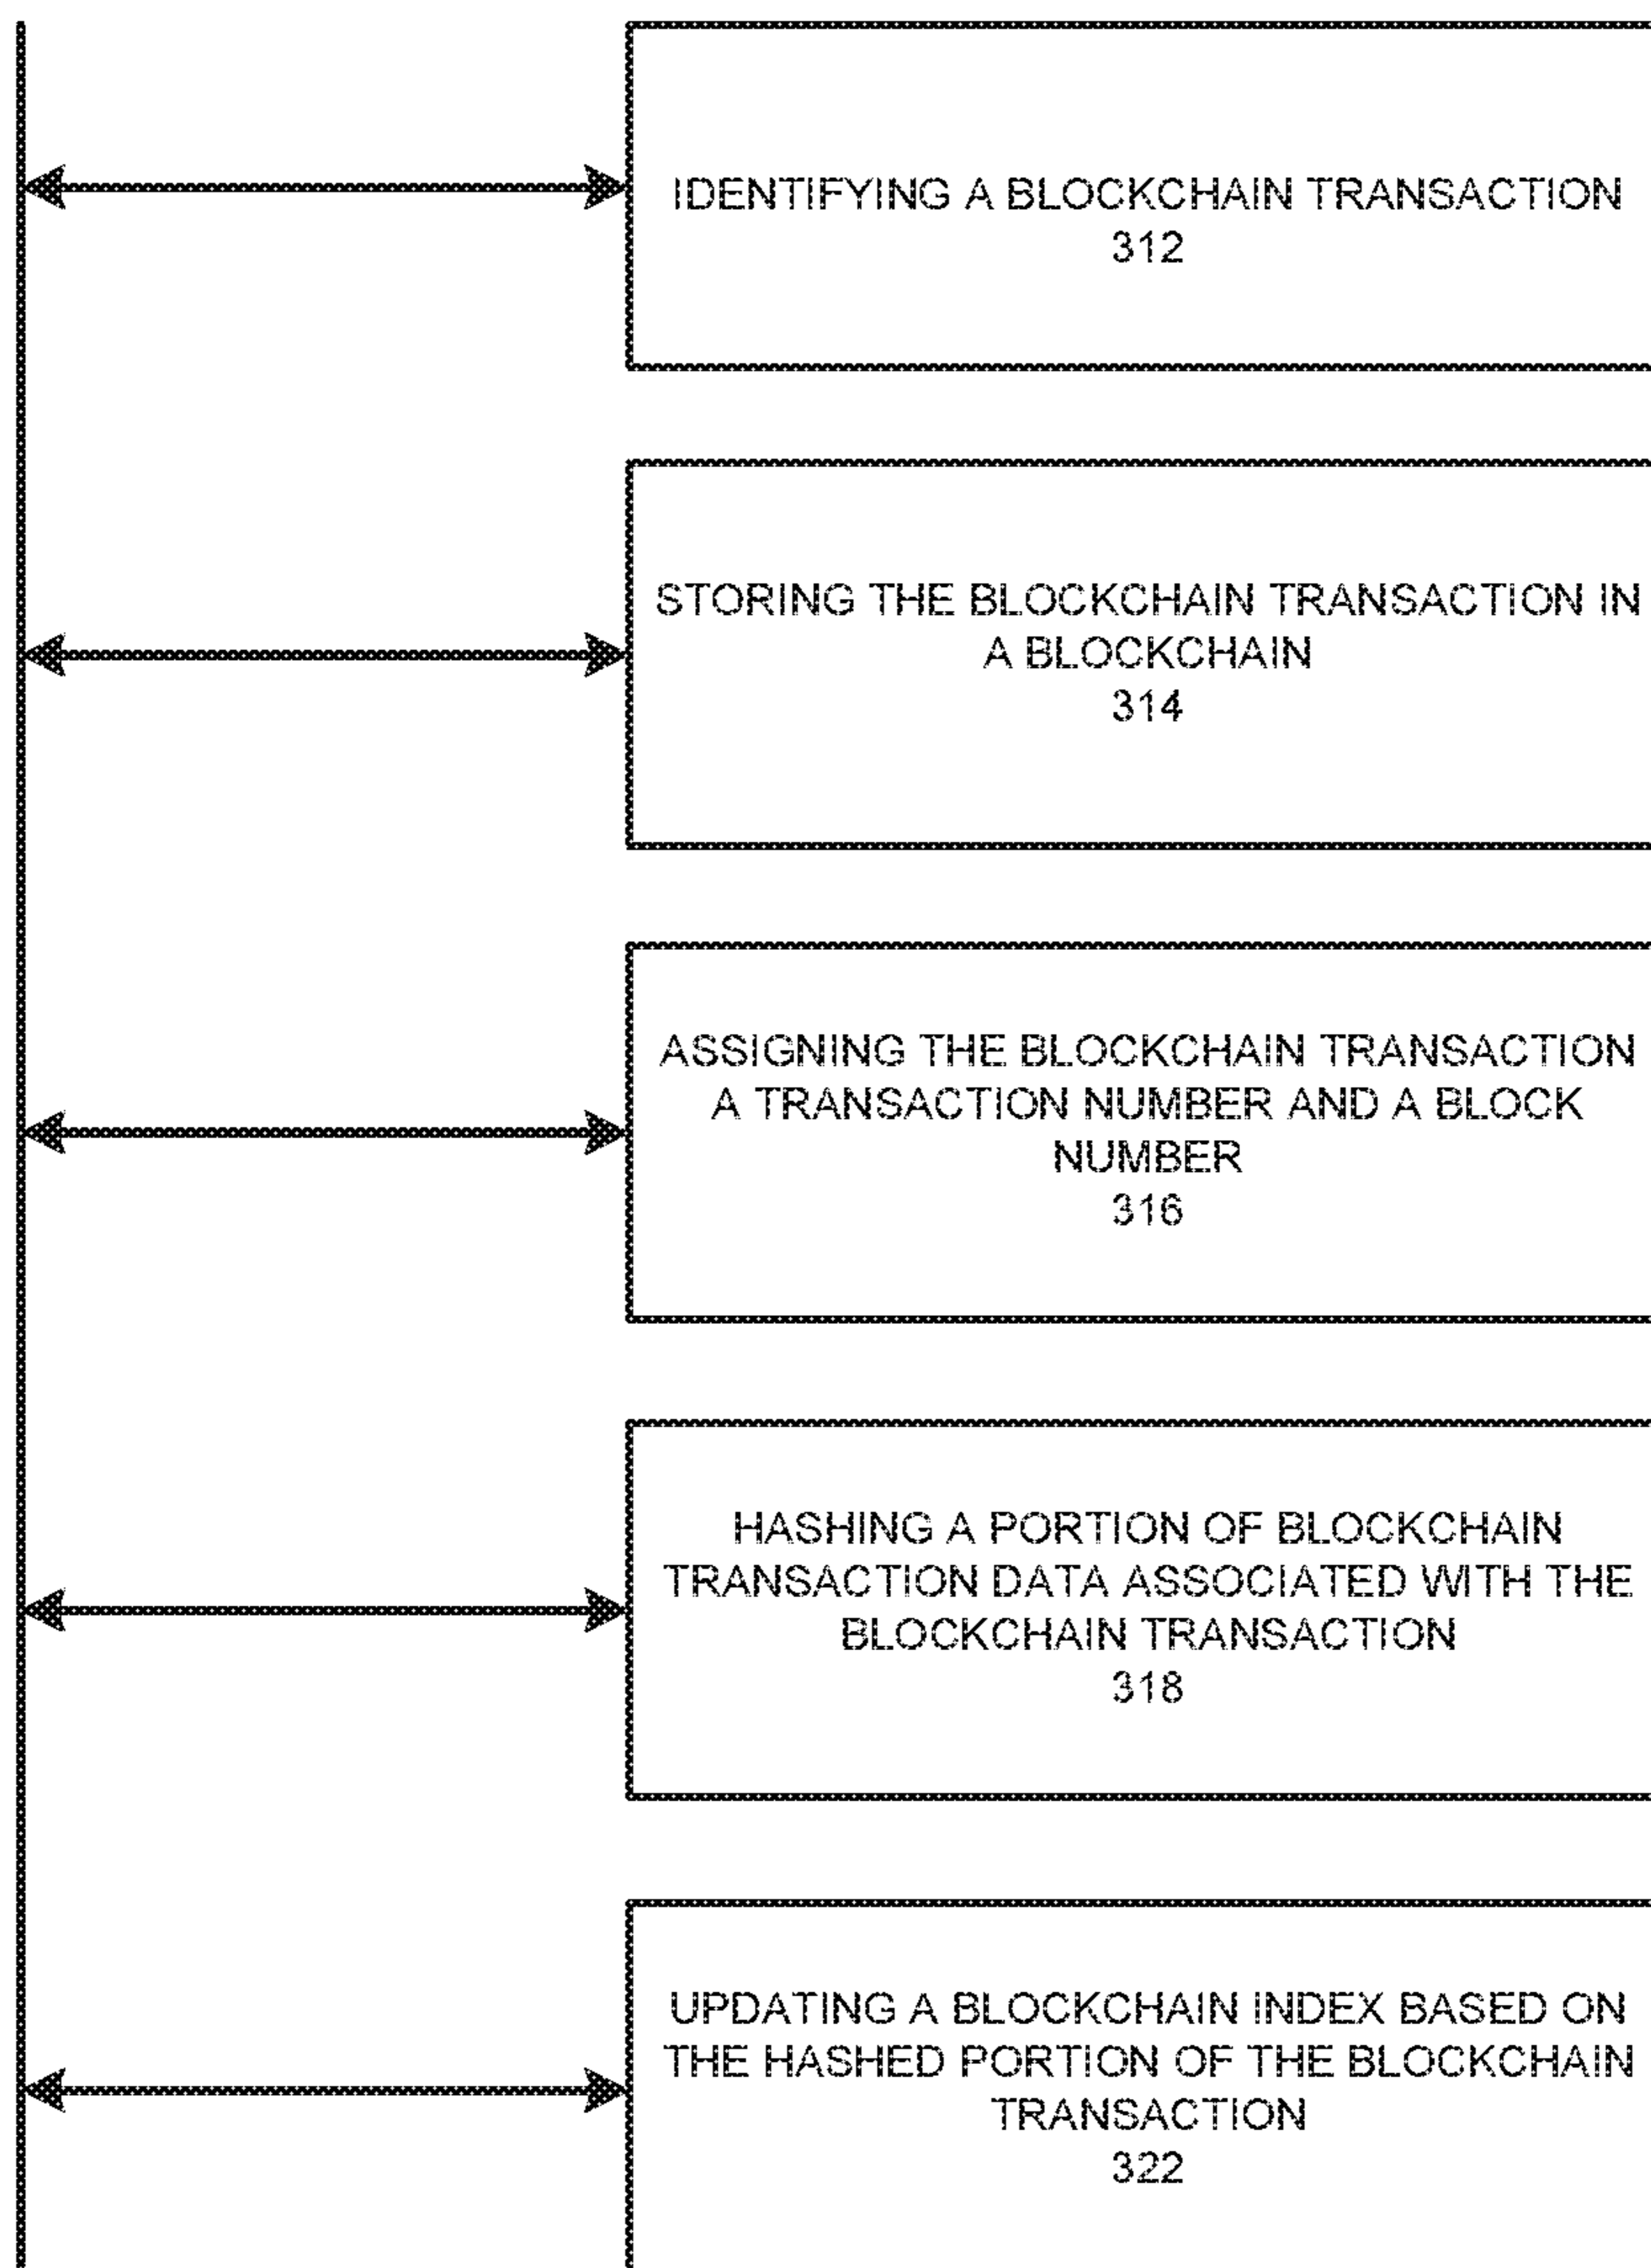 IDENTIFYING A BLOCKCHAIN TRANSACTION
312
STORING THE BLOCKCHAIN TRANSACTION IN
A BLOCKCHAIN
314
ASSIGNING THE BLOCKCHAIN TRANSACTION
A TRANSACTION NUMBER AND A BLOCK
NUMBER
316
HASHING A PORTION OF BLOCKCHAIN
TRANSACTION DATA ASSOCIATED WITH THE
BLOCKCHAIN TRANSACTION
318
UPDATING A BLOCKCHAIN INDEX BASED ON
THE HASHED PORTION OF THE BLOCKCHAIN
TRANSACTION
322